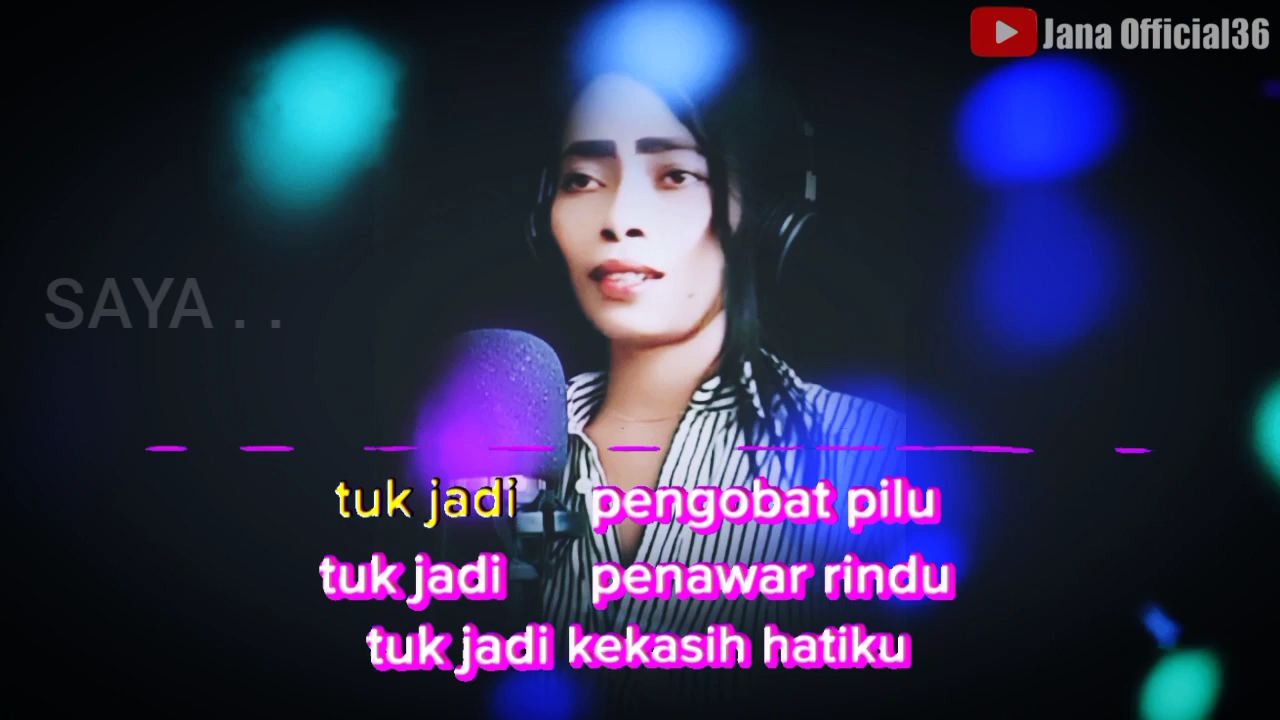 Jana Official36
SAYA . .
tuk jadi pengobat pilu
tuk jadi penawar rindu
tuk jadi kekasih hatiku